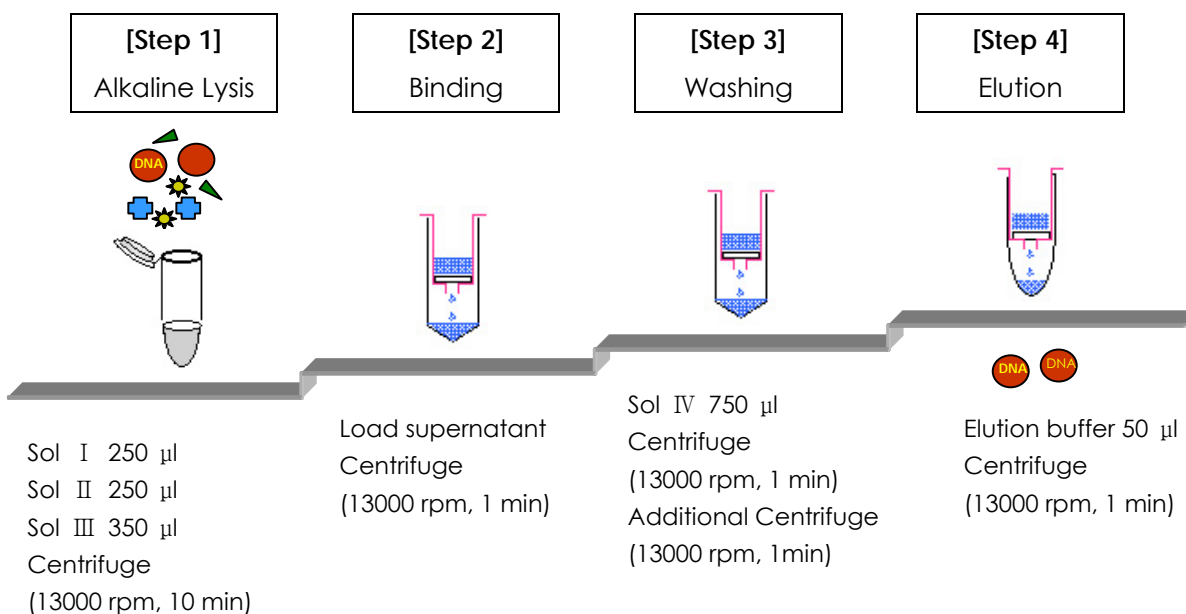 [Step 1]
Alkaline Lysis
[Step 2]
Binding
[Step 3]
Washing
[Step 4]
Elution
DNA
Sol Ⅰ 250 μl
Sol Ⅱ 250 μl
Sol Ⅲ 350 μl
Centrifuge
(13000 rpm, 10 min)
Load supernatant
Centrifuge
(13000 rpm, 1 min)
Sol Ⅳ 750 μl
Centrifuge
(13000 rpm, 1 min)
Additional Centrifuge
(13000 rpm, 1min)
DNA DNA
Elution buffer 50 μl
Centrifuge
(13000 rpm, 1 min)